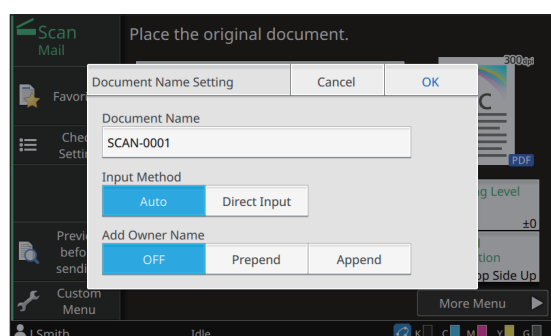 Scan
Mail
Place the original document.
300dpi
Document Name Setting
Cancel
OK
Document Name
SCAN-0001
Input Method
Auto
Direct Input
Add Owner Name
OFF
Prepend
Append
C
PDF
±0
Custom
Menu
More Menu
Idle
K
C
M
Y
G